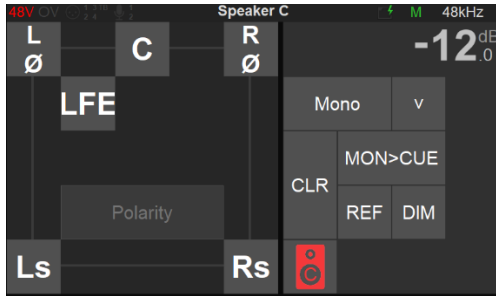 48V OV Speaker C M 48kHz
L
Ø
C
R
Ø
-12.0 dB
LFE
Mono v
MON>CUE
CLR
Polarity
REF DIM
Ls
Rs
C